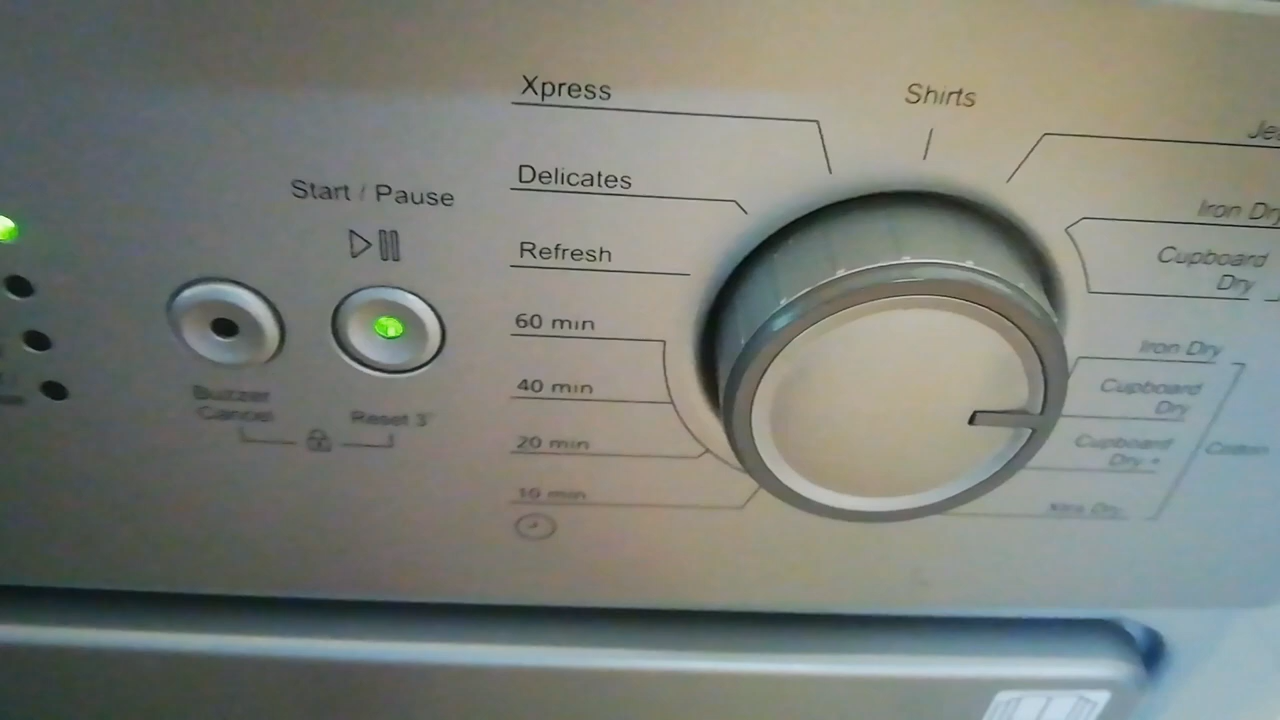 Xpress
Shirts
Delicates
Start / Pause
Iron Dry
Refresh
Cupboard
Dry
60 min
Iron Dry
40 min
Cupboard
Dry
Buzzer
Cancel
Reset 3"
20 min
Cupboard
Dry +
Cotton
10 min
Dry